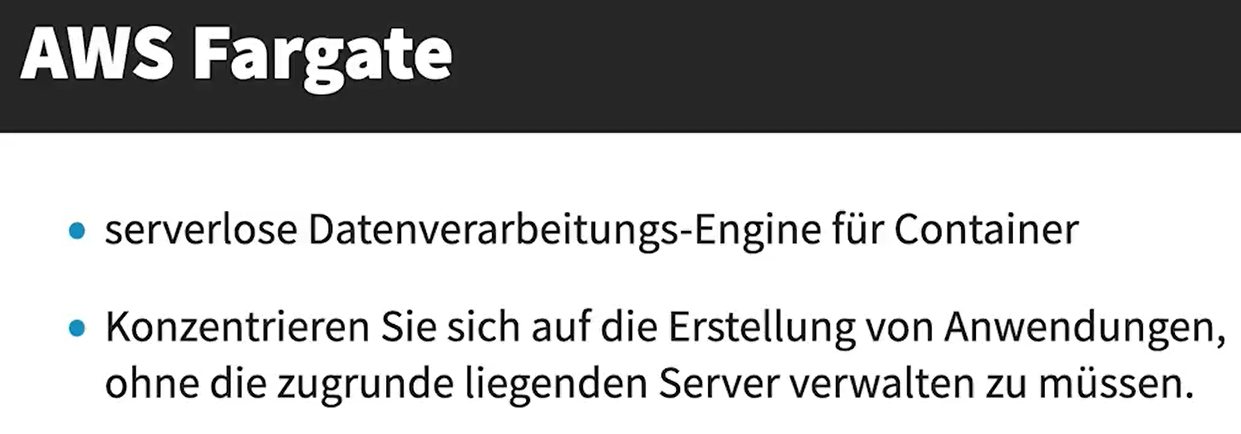 AWS Fargate
• serverlose Datenverarbeitungs-Engine für Container
• Konzentrieren Sie sich auf die Erstellung von Anwendungen,
ohne die zugrunde liegenden Server verwalten zu müssen.